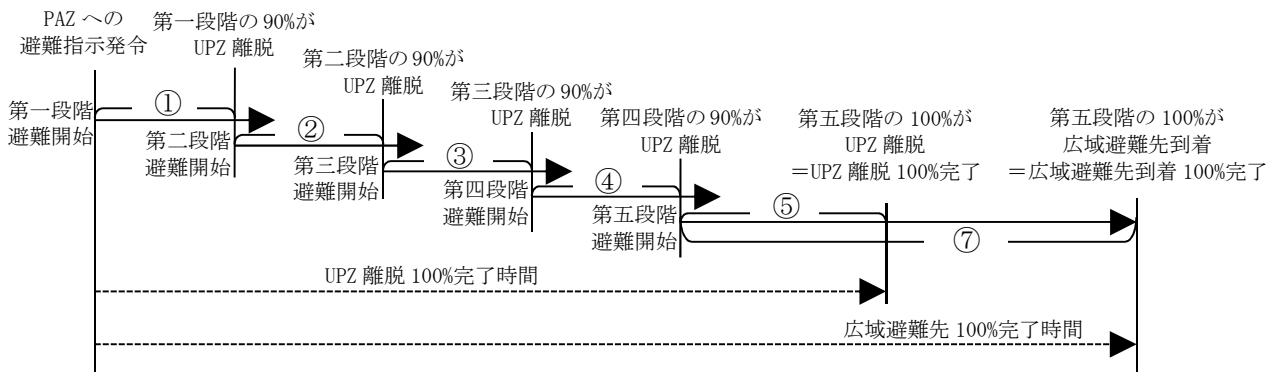 PAZ への
避難指示発令
第一段階の 90%が
UPZ 離脱
第二段階の 90%が
UPZ 離脱
第三段階の 90%が
UPZ 離脱
第四段階の 90%が
UPZ 離脱
第五段階の 100%が
UPZ 離脱
＝UPZ 離脱 100%完了
第五段階の 100%が
広域避難先到着
＝広域避難先到着 100%完了
第一段階
避難開始
①
第二段階
避難開始
②
第三段階
避難開始
③
第四段階
避難開始
④
第五段階
避難開始
⑤
⑦
UPZ 離脱 100%完了時間
広域避難先 100%完了時間